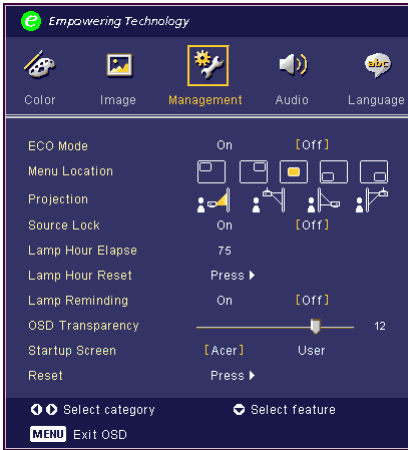 e Empowering Technology
Color Image Management Audio abc Language
ECO Mode On [Off]
Menu Location
Projection
Source Lock On [Off]
Lamp Hour Elapse 75
Lamp Hour Reset Press
Lamp Reminding On [Off]
OSD Transparency 12
Startup Screen [Acer] User
Reset Press
Select category Select feature
MENU Exit OSD